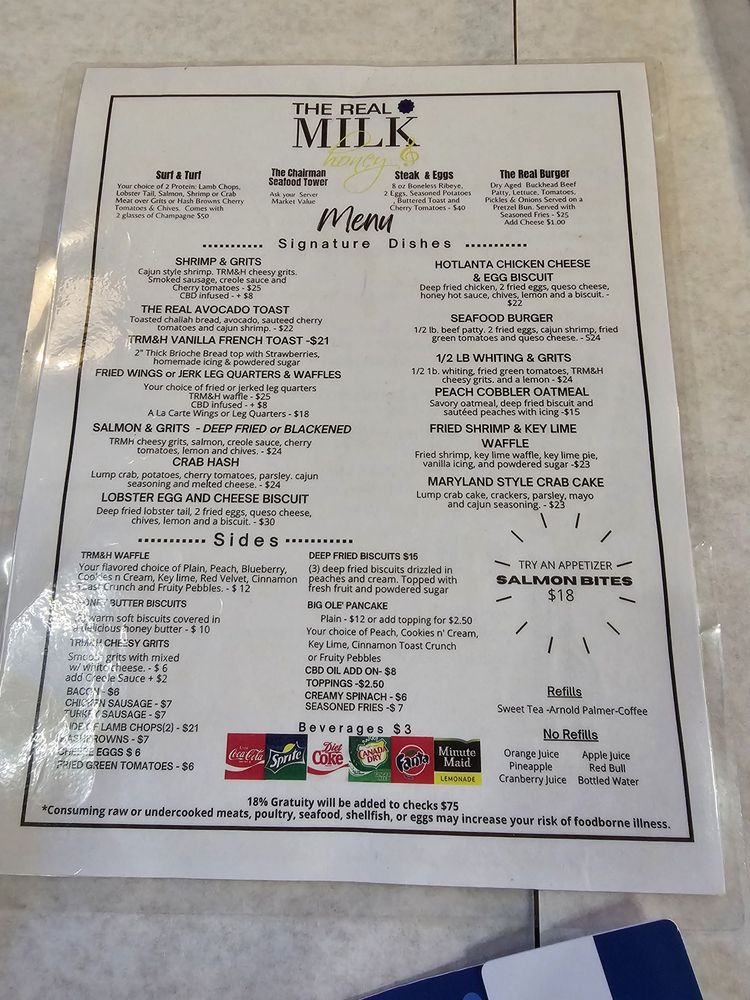 THE REAL
MILK
honey
Surf & Turf
Your choice of 2 Protein: Lamb Chops,
Lobster Tail, Salmon, Shrimp or Crab
Meat over Grits or Hash Browns Cherry
Tomatoes & Chives. Comes with
2 glasses of Champagne $50
The Chairman
Seafood Tower
Ask your Server
Market Value
Steak & Eggs
8 oz Boneless Ribeye,
2 Eggs, Seasoned Potatoes
, Buttered Toast and
Cherry Tomatoes - $40
The Real Burger
Dry Aged Buckhead Beef
Patty, Lettuce, Tomatoes,
Pickles & Onions Served on a
Pretzel Bun. Served with
Seasoned Fries - $25
Add Cheese $1.00
Menu
Signature Dishes
SHRIMP & GRITS
Cajun style shrimp. TRM&H cheesy grits.
Smoked sausage, creole sauce and
Cherry tomatoes - $25
CBD infused - + $8
THE REAL AVOCADO TOAST
Toasted challah bread, avocado, sauteed cherry
tomatoes and cajun shrimp. - $22
TRM&H VANILLA FRENCH TOAST -$21
2" Thick Brioche Bread top with Strawberries,
homemade icing & powdered sugar
FRIED WINGS or JERK LEG QUARTERS & WAFFLES
Your choice of fried or jerked leg quarters
TRM&H waffle - $25
CBD infused - + $8
A La Carte Wings or Leg Quarters - $18
SALMON & GRITS - DEEP FRIED or BLACKENED
TRMH cheesy grits, salmon, creole sauce, cherry
tomatoes, lemon and chives. - $24
CRAB HASH
Lump crab, potatoes, cherry tomatoes, parsley. cajun
seasoning and melted cheese. - $24
LOBSTER EGG AND CHEESE BISCUIT
Deep fried lobster tail, 2 fried eggs, queso cheese,
chives, lemon and a biscuit. - $30
HOTLANTA CHICKEN CHEESE
& EGG BISCUIT
Deep fried chicken, 2 fried eggs, queso cheese,
honey hot sauce, chives, lemon and a biscuit. -
$22
SEAFOOD BURGER
1/2 lb. beef patty. 2 fried eggs, cajun shrimp, fried
green tomatoes and queso cheese. - $24
1/2 LB WHITING & GRITS
1/2 1b. whiting, fried green tomatoes, TRM&H
cheesy grits. and a lemon - $24
PEACH COBBLER OATMEAL
Savory oatmeal, deep fried biscuit and
sautéed peaches with icing -$15
FRIED SHRIMP & KEY LIME
WAFFLE
Fried shrimp, key lime waffle, key lime pie,
vanilla icing, and powdered sugar -$23
MARYLAND STYLE CRAB CAKE
Lump crab cake, crackers, parsley, mayo
and cajun seasoning. - $23
Sides
TRM&H WAFFLE
Your flavored choice of Plain, Peach, Blueberry,
Cookies n Cream, Key lime, Red Velvet, Cinnamon
Toast Crunch and Fruity Pebbles. - $ 12
HONEY BUTTER BISCUITS
warm soft biscuits covered in
a delicious honey butter - $ 10
TRM&H CHEESY GRITS
Smooth grits with mixed
w/ white cheese. - $ 6
add Creole Sauce + $2
BACON - $6
CHICKEN SAUSAGE - $7
TURKEY SAUSAGE - $7
SIDE OF LAMB CHOPS(2) - $21
HASHBROWNS - $7
CHEESE EGGS $ 6
FRIED GREEN TOMATOES - $6
DEEP FRIED BISCUITS $15
(3) deep fried biscuits drizzled in
peaches and cream. Topped with
fresh fruit and powdered sugar
BIG OLE' PANCAKE
Plain - $12 or add topping for $2.50
Your choice of Peach, Cookies n' Cream,
Key Lime, Cinnamon Toast Crunch
or Fruity Pebbles
CBD OIL ADD ON- $8
TOPPINGS -$2.50
CREAMY SPINACH - $6
SEASONED FRIES -$ 7
TRY AN APPETIZER
SALMON BITES
$18
Refills
Sweet Tea -Arnold Palmer-Coffee
No Refills
Orange Juice
Pineapple
Cranberry Juice
Apple Juice
Red Bull
Bottled Water
Beverages $3
Coca-Cola
Sprite
Diet
Coke
CANADA
DRY
Fanta
Minute
Maid
LEMONADE
18% Gratuity will be added to checks $75
*Consuming raw or undercooked meats, poultry, seafood, shellfish, or eggs may increase your risk of foodborne illness.